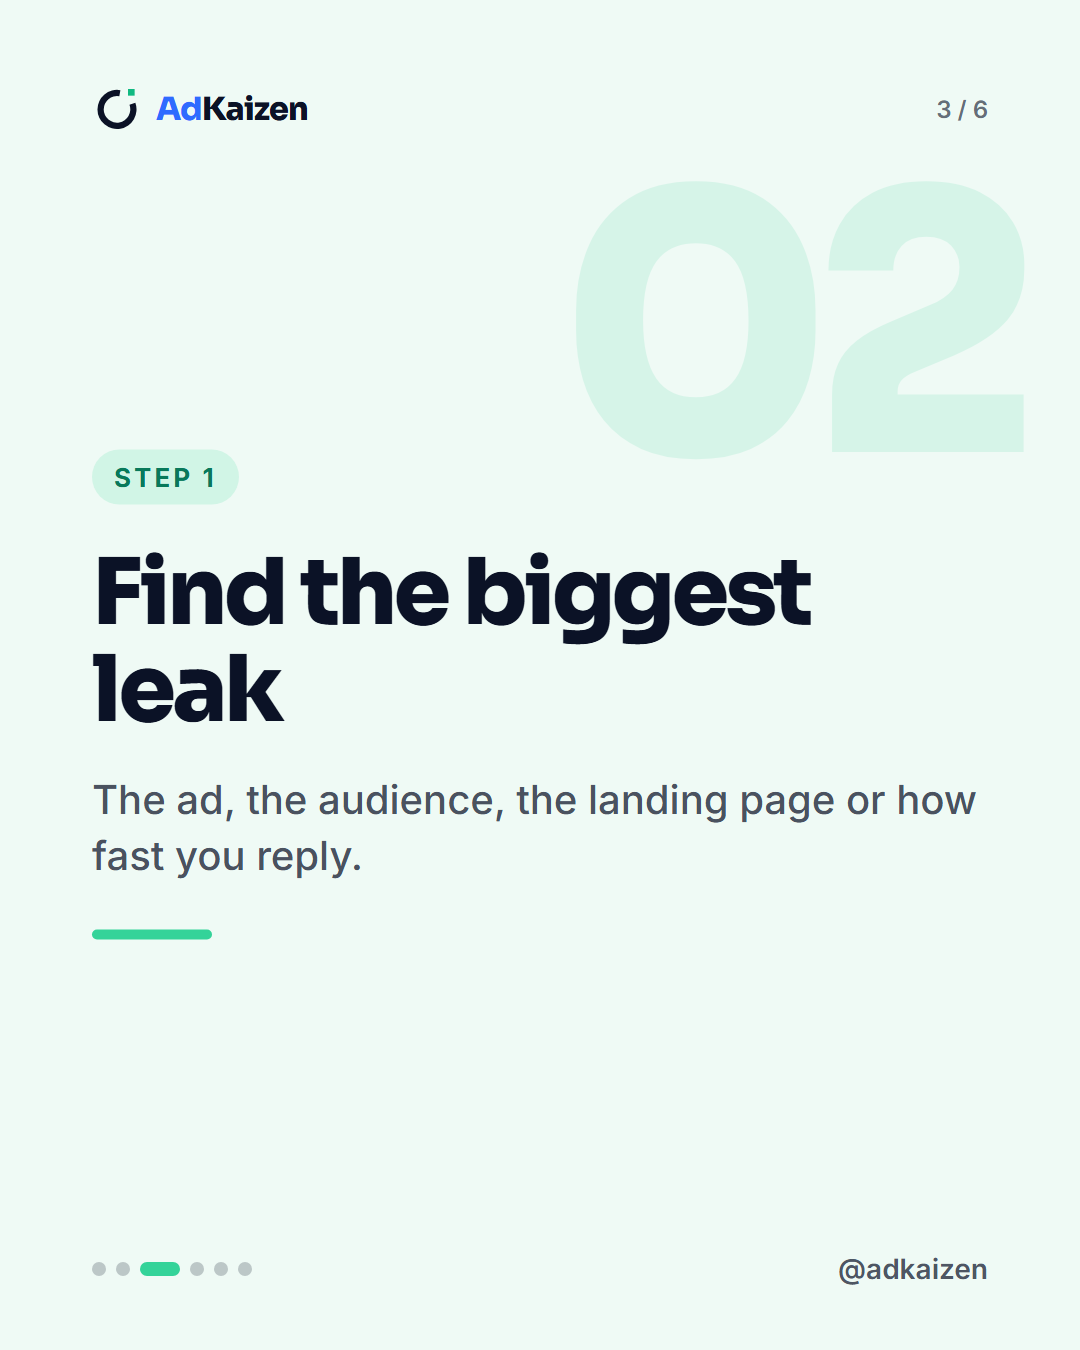 AdKaizen
3 / 6
02
STEP 1
Find the biggest
leak
The ad, the audience, the landing page or how
fast you reply.
@adkaizen